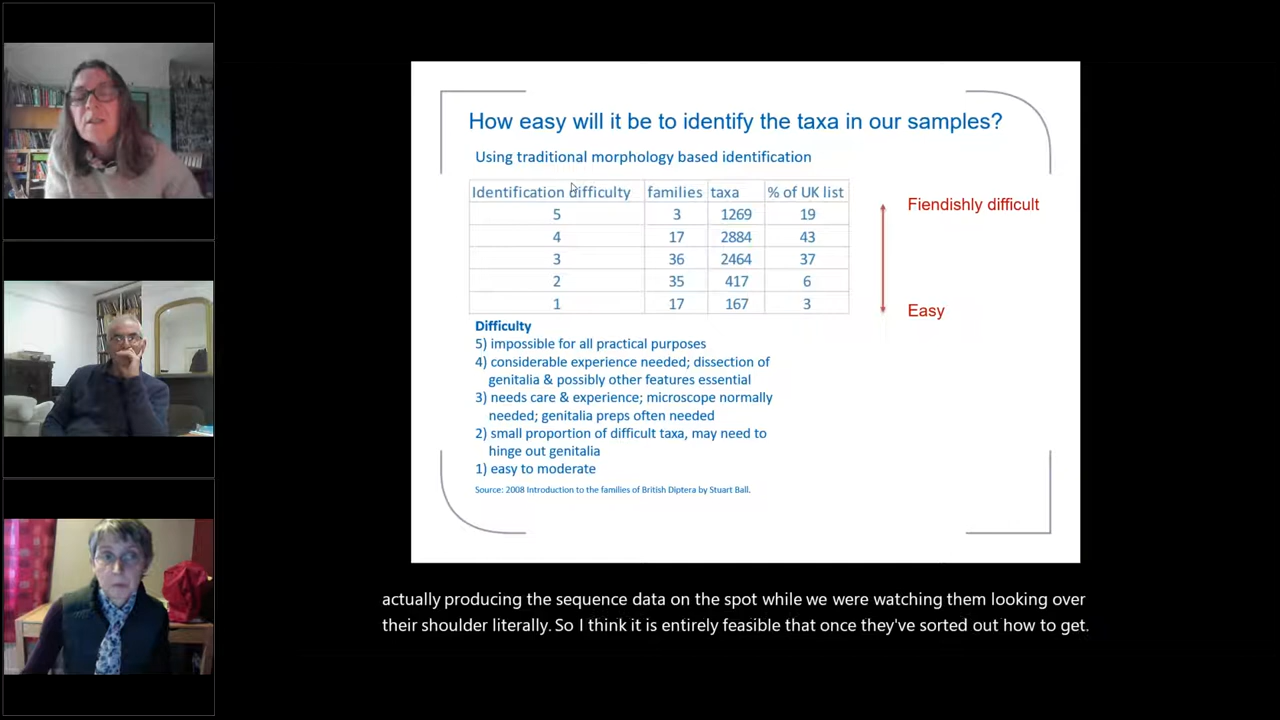 How easy will it be to identify the taxa in our samples?
Using traditional morphology based identification
Identification difficulty families taxa % of UK list
5 3 1269 19
4 17 2884 43
3 36 2464 37
2 35 417 6
1 17 167 3
Fiendishly difficult
Easy
Difficulty
5) impossible for all practical purposes
4) considerable experience needed; dissection of
genitalia & possibly other features essential
3) needs care & experience; microscope normally
needed; genitalia preps often needed
2) small proportion of difficult taxa, may need to
hinge out genitalia
1) easy to moderate
Source: 2008 Introduction to the families of British Diptera by Stuart Ball.
actually producing the sequence data on the spot while we were watching them looking over
their shoulder literally. So I think it is entirely feasible that once they've sorted out how to get.